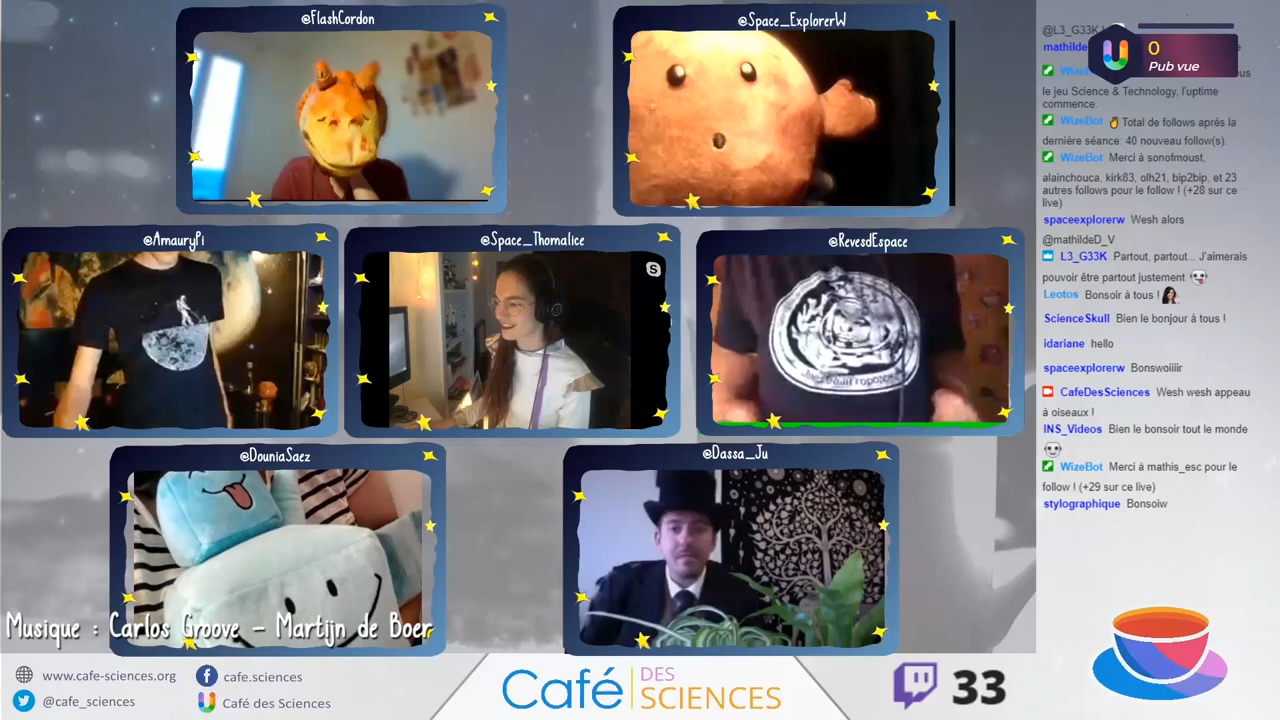 @FlashCordon
@Space_ExplorerW
@AmauryPi
@Space_Thomalice
@RevesdEspace
@DouniaSaez
@Dassa_Ju
Musique : Carlos Groove - Martijn de Boer
www.cafe-sciences.org
cafe.sciences
@cafe_sciences
Café des Sciences
Café DES SCIENCES
33
0
Pub vue
@L3_G33K !
mathilde
le jeu Science & Technology, l'uptime
commence.
WizeBot Total de follows après la
dernière séance: 40 nouveau follow(s).
WizeBot Merci à sonofmoust,
alainchouca, kirk83, olh21, bip2bip, et 23
autres follows pour le follow ! (+28 sur ce
live)
spaceexplorerw Wesh alors
@mathildeD_V
L3_G33K Partout, partout... J'aimerais
pouvoir être partout justement
Leotos Bonsoir à tous !
ScienceSkull Bien le bonjour à tous !
idariane hello
spaceexplorerw Bonswoiiiir
CafeDesSciences Wesh wesh appeau
à oiseaux !
INS_Videos Bien le bonsoir tout le monde
WizeBot Merci à mathis_esc pour le
follow ! (+29 sur ce live)
stylographique Bonsoiw